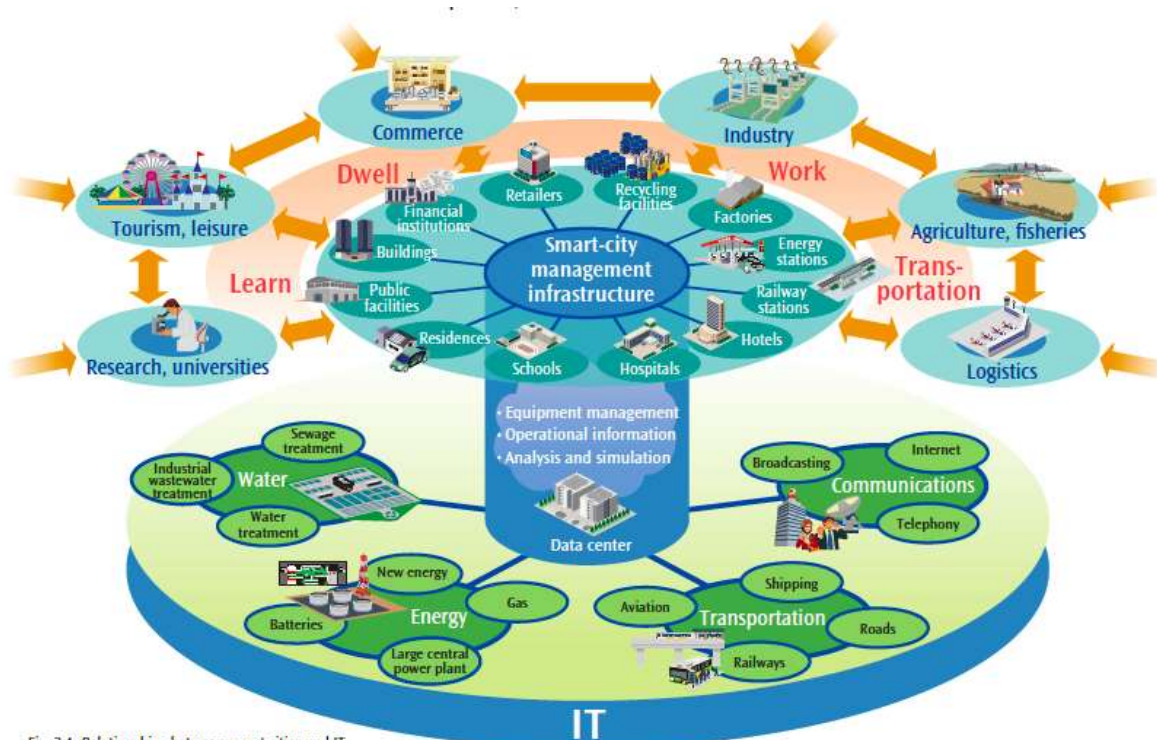 Commerce
Industry
Dwell
Work
Retailers
Recycling
facilities
Financial
institutions
Factories
Tourism, leisure
Agriculture, fisheries
Buildings
Smart-city
management
infrastructure
Energy
stations
Learn
Trans-
portation
Public
facilities
Railway
stations
Residences
Hotels
Research, universities
Schools
Hospitals
Logistics
• Equipment management
• Operational information
• Analysis and simulation
Data center
Sewage
treatment
Industrial
wastewater
treatment
Water
Water
treatment
Broadcasting
Internet
Communications
Telephony
New energy
Gas
Batteries
Energy
Large central
power plant
Shipping
Aviation
Transportation
Roads
Railways
IT